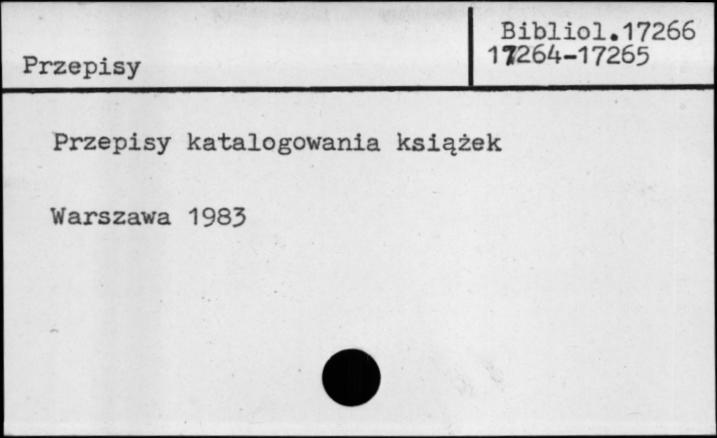 Bibliol.17266
17264-17265
Przepisy
Przepisy katalogowania książek
Warszawa 1983